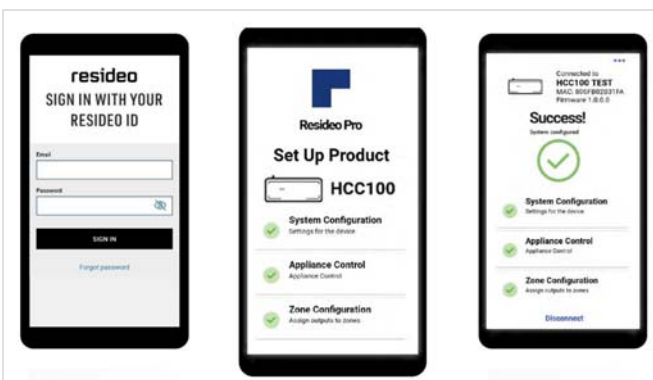 resideo
SIGN IN WITH YOUR
RESIDEO ID
Email
Password
SIGN IN
Forgot password
Resideo Pro
Set Up Product
HCC100
System Configuration
Settings for the device
Appliance Control
Appliance Control
Zone Configuration
Assign outputs to zones
Connected to
HCC100 TEST
Firmware 1.0.0.0
Success!
System configured
System Configuration
Settings for the device
Appliance Control
Appliance Control
Zone Configuration
Assign outputs to zones
Disconnect